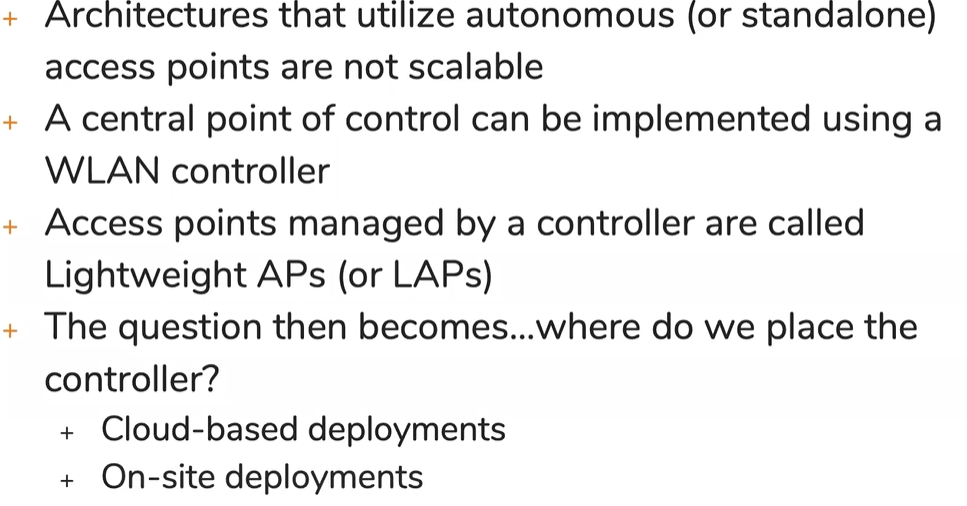 + Architectures that utilize autonomous (or standalone)
access points are not scalable
+ A central point of control can be implemented using a
WLAN controller
+ Access points managed by a controller are called
Lightweight APs (or LAPs)
+ The question then becomes...where do we place the
controller?
+ Cloud-based deployments
+ On-site deployments